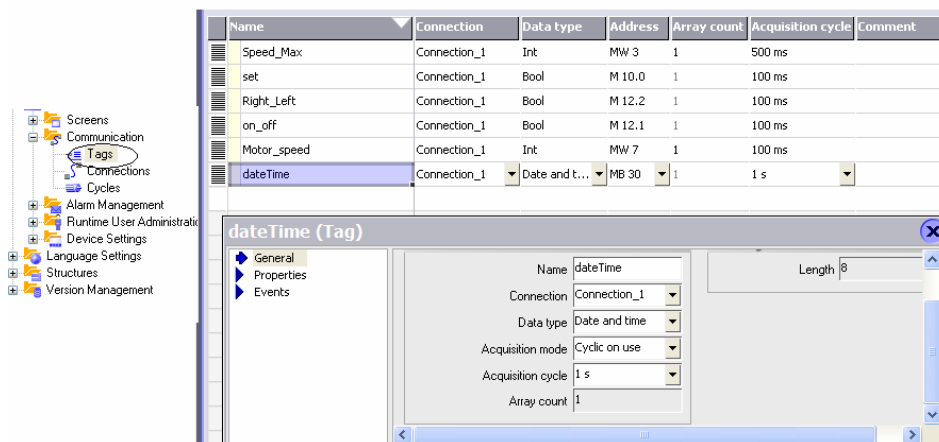 Name Connection Data type Address Array count Acquisition cycle Comment
Speed_Max Connection_1 Int MW 3 1 500 ms
set Connection_1 Bool M 10.0 1 100 ms
Right_Left Connection_1 Bool M 12.2 1 100 ms
on_off Connection_1 Bool M 12.1 1 100 ms
Motor_speed Connection_1 Int MW 7 1 100 ms
dateTime Connection_1 Date and t... MB 30 1 1 s
Screens
Communication
Tags
Connections
Cycles
Alarm Management
Runtime User Administratio
Device Settings
Language Settings
Structures
Version Management
dateTime (Tag)
General
Properties
Events
Name dateTime
Connection Connection_1
Data type Date and time
Acquisition mode Cyclic on use
Acquisition cycle 1 s
Array count 1
Length 8